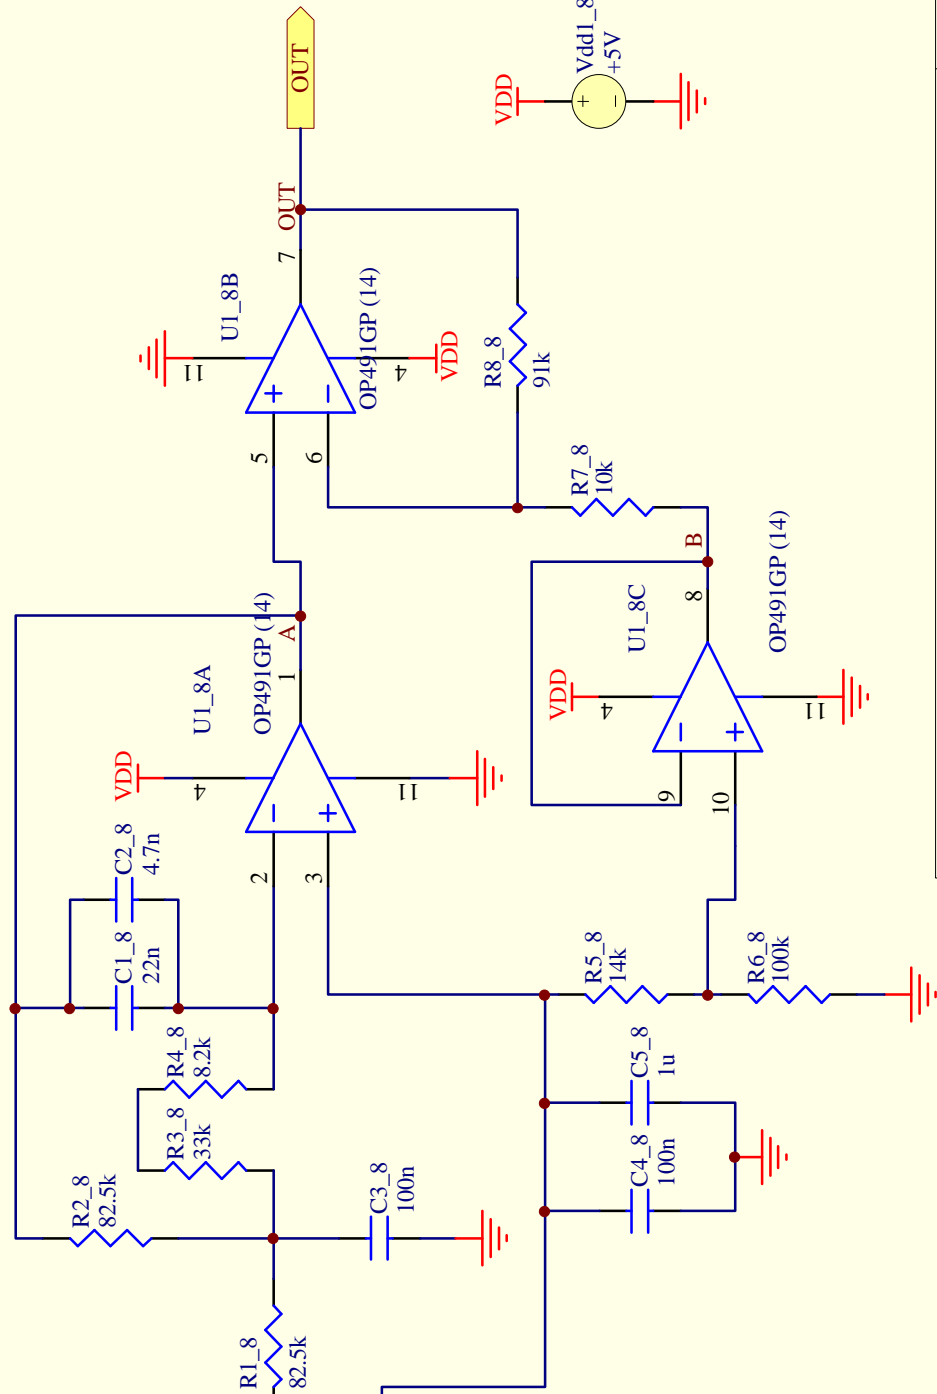 OUT
VDD
Vdd1_8
+5V
+
−
OUT
7
U1_8B
OP491GP (14)
11
4
VDD
+
−
5
6
R8_8
91k
R7_8
10k
B
A
1
U1_8A
OP491GP (14)
VDD
4
11
−
+
2
3
8
U1_8C
OP491GP (14)
VDD
4
11
−
+
9
10
C2_8
4.7n
C1_8
22n
R4_8
8.2k
R3_8
33k
R2_8
82.5k
R1_8
82.5k
C3_8
100n
R5_8
14k
R6_8
100k
C5_8
1u
C4_8
100n